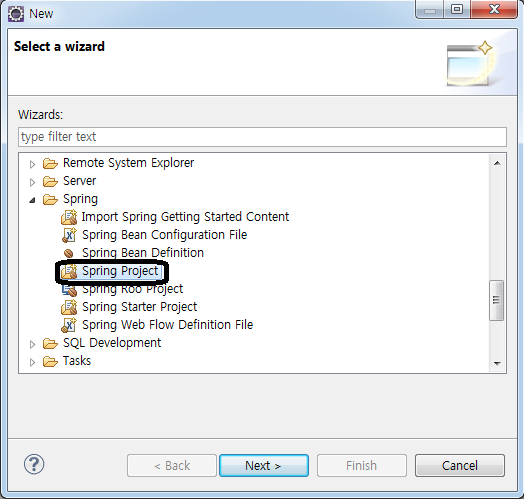 New
Select a wizard
Wizards:
type filter text
Remote System Explorer
Server
Spring
Import Spring Getting Started Content
Spring Bean Configuration File
Spring Bean Definition
Spring Project
Spring Roo Project
Spring Starter Project
Spring Web Flow Definition File
SQL Development
Tasks
? < Back Next > Finish Cancel